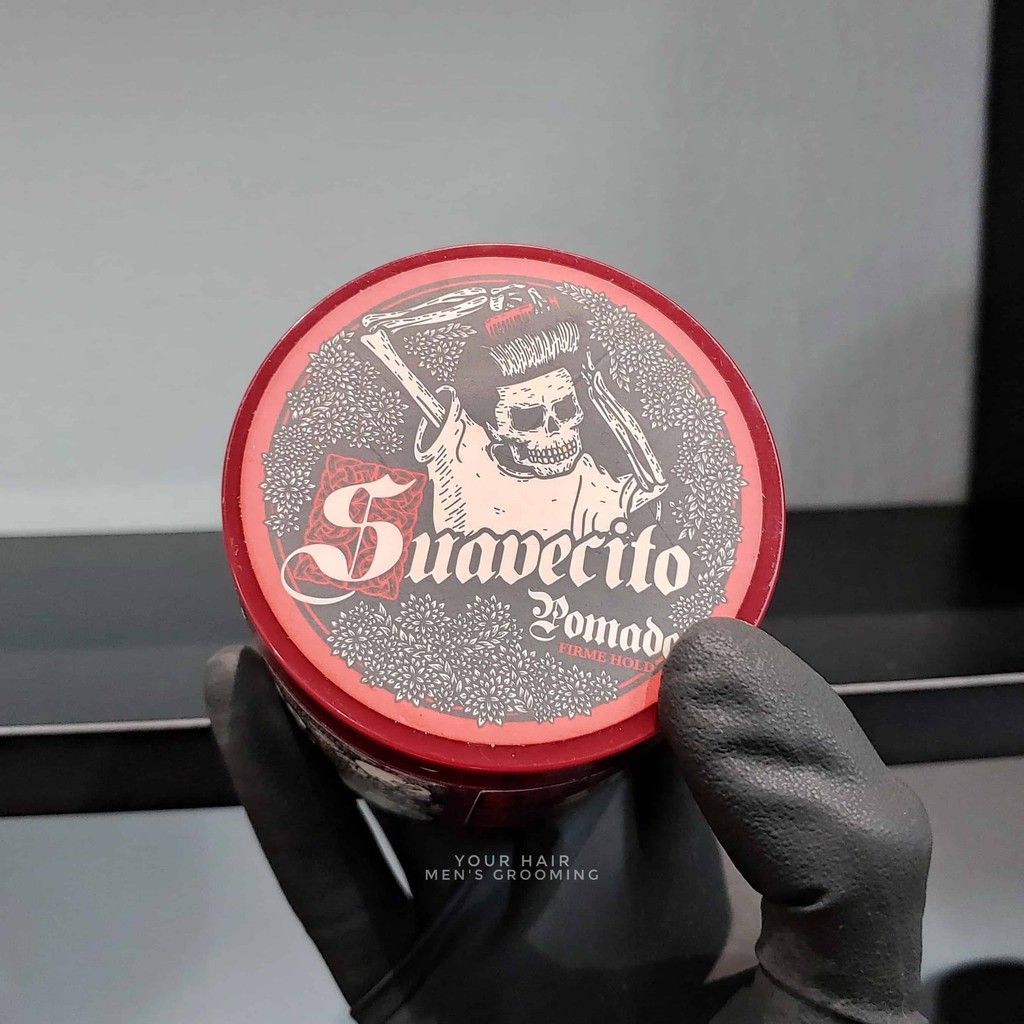 Suavecito
Pomade
FIRME HOLD
YOUR HAIR
MEN'S GROOMING